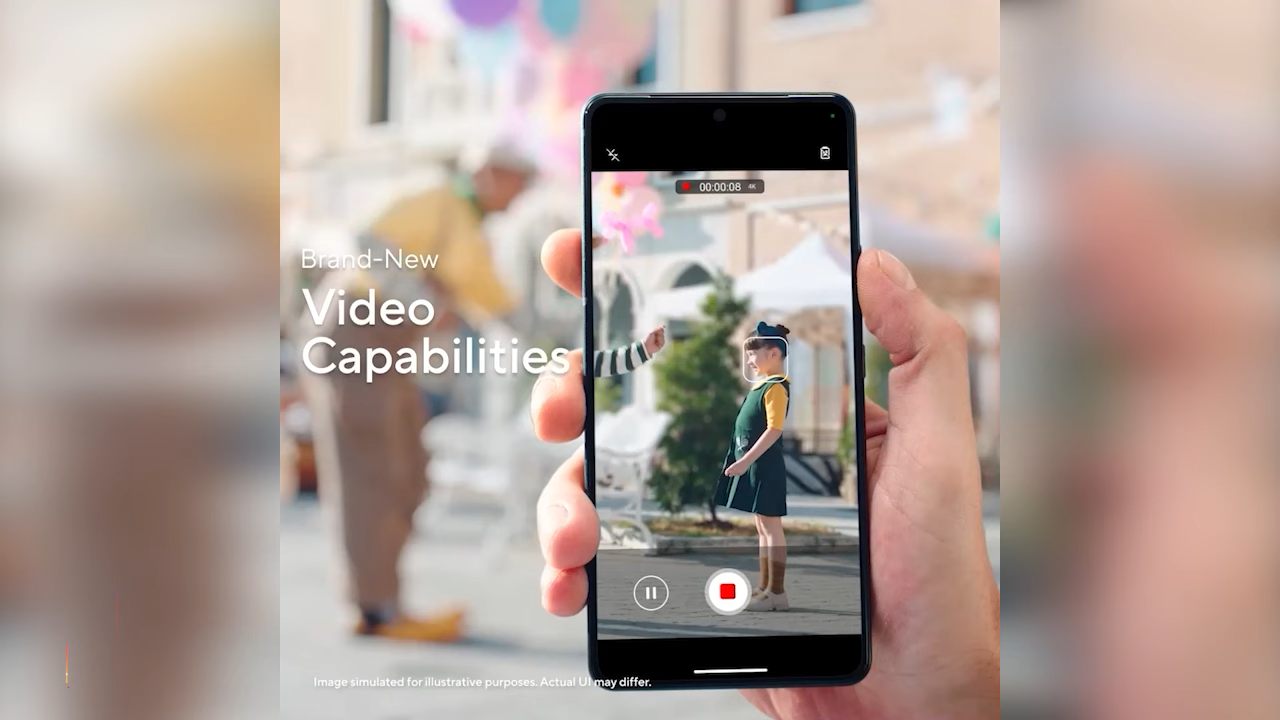 00:00:08 4K
Brand-New
Video
Capabilities
Image simulated for illustrative purposes. Actual UI may differ.